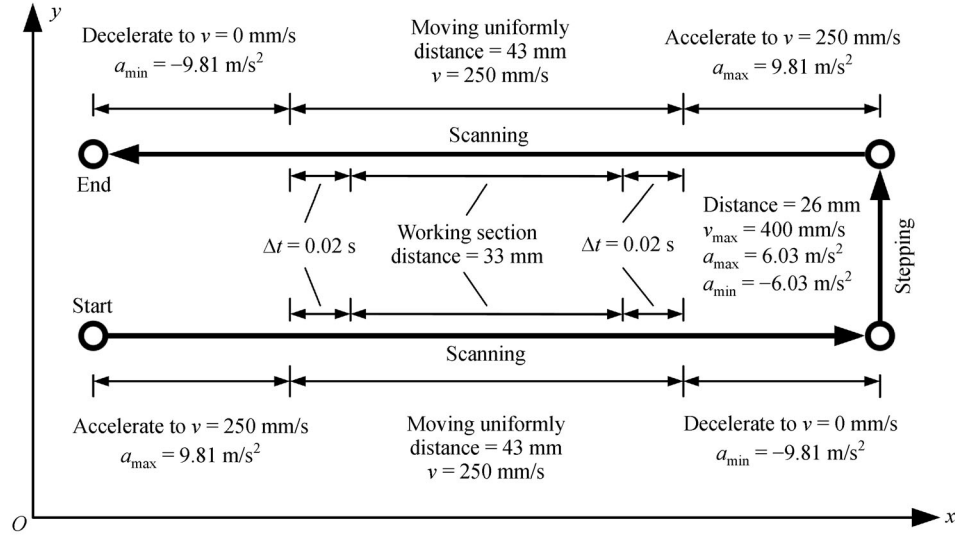 y
Decelerate to v = 0 mm/s
a_min = −9.81 m/s²
Moving uniformly
distance = 43 mm
v = 250 mm/s
Accelerate to v = 250 mm/s
a_max = 9.81 m/s²
Scanning
End
Δt = 0.02 s
Working section
distance = 33 mm
Δt = 0.02 s
Distance = 26 mm
v_max = 400 mm/s
a_max = 6.03 m/s²
a_min = −6.03 m/s²
Stepping
Start
Scanning
Accelerate to v = 250 mm/s
a_max = 9.81 m/s²
Moving uniformly
distance = 43 mm
v = 250 mm/s
Decelerate to v = 0 mm/s
a_min = −9.81 m/s²
O
x